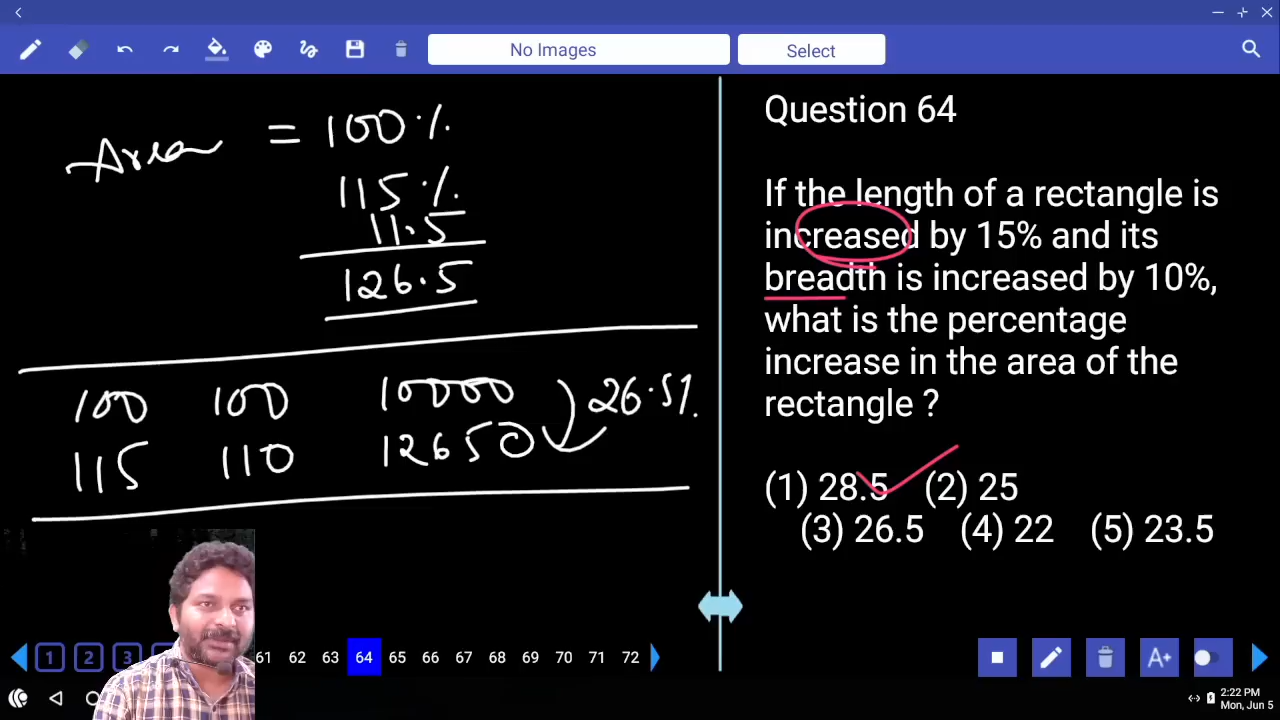 No Images
Select
Area = 100%
115%
11.5
126.5
100 100 10000 26.5%
115 110 12650
Question 64
If the length of a rectangle is
increased by 15% and its
breadth is increased by 10%,
what is the percentage
increase in the area of the
rectangle ?
(1) 28.5 (2) 25
(3) 26.5 (4) 22 (5) 23.5
1 2 3 61 62 63 64 65 66 67 68 69 70 71 72
A+
2:22 PM
Mon, Jun 5